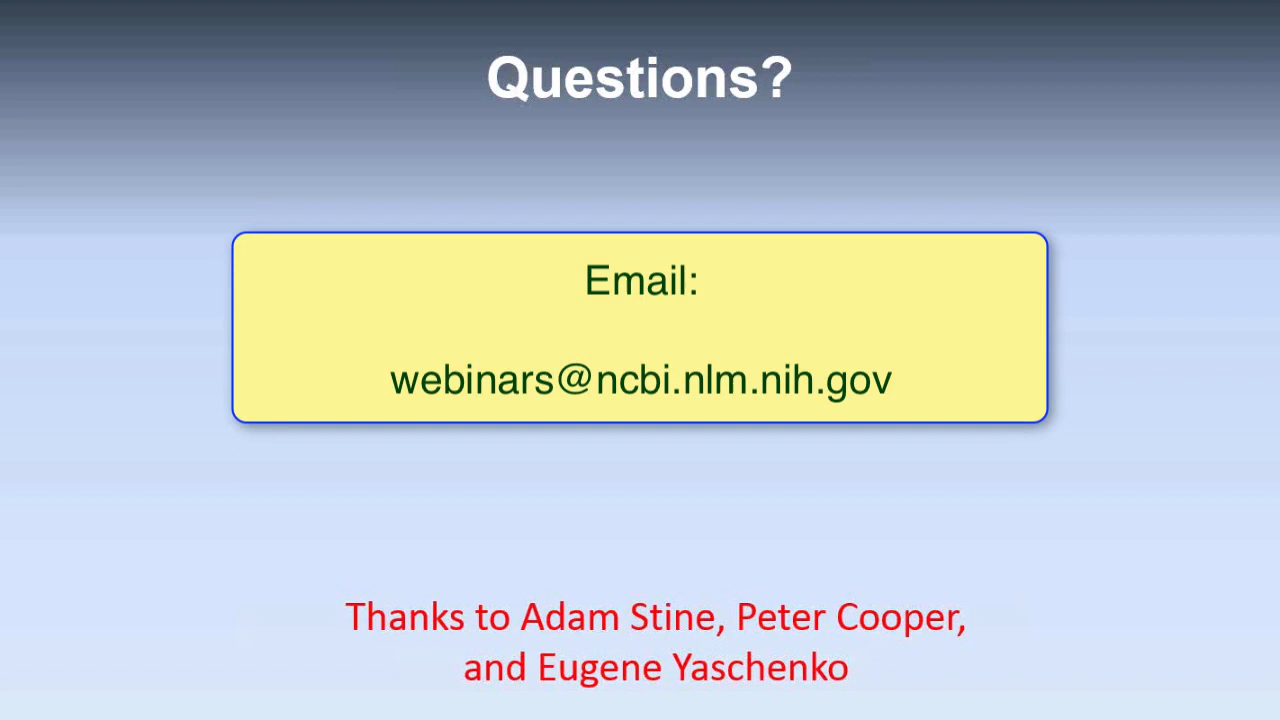 Questions?
Email:
webinars@ncbi.nlm.nih.gov
Thanks to Adam Stine, Peter Cooper,
and Eugene Yaschenko